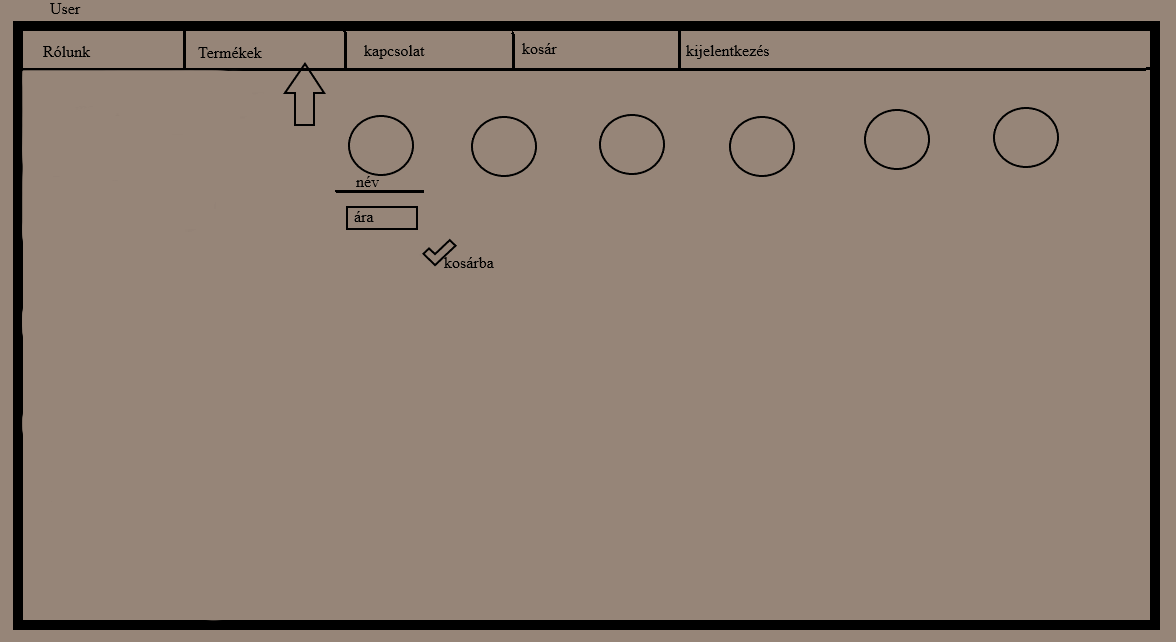 User
Rólunk
Termékek
kapcsolat
kosár
kijelentkezés
név
ára
kosárba